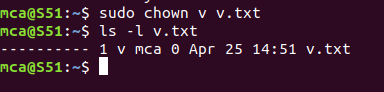 mca@S51:~$ sudo chown v v.txt
mca@S51:~$ ls -l v.txt
---------- 1 v mca 0 Apr 25 14:51 v.txt
mca@S51:~$